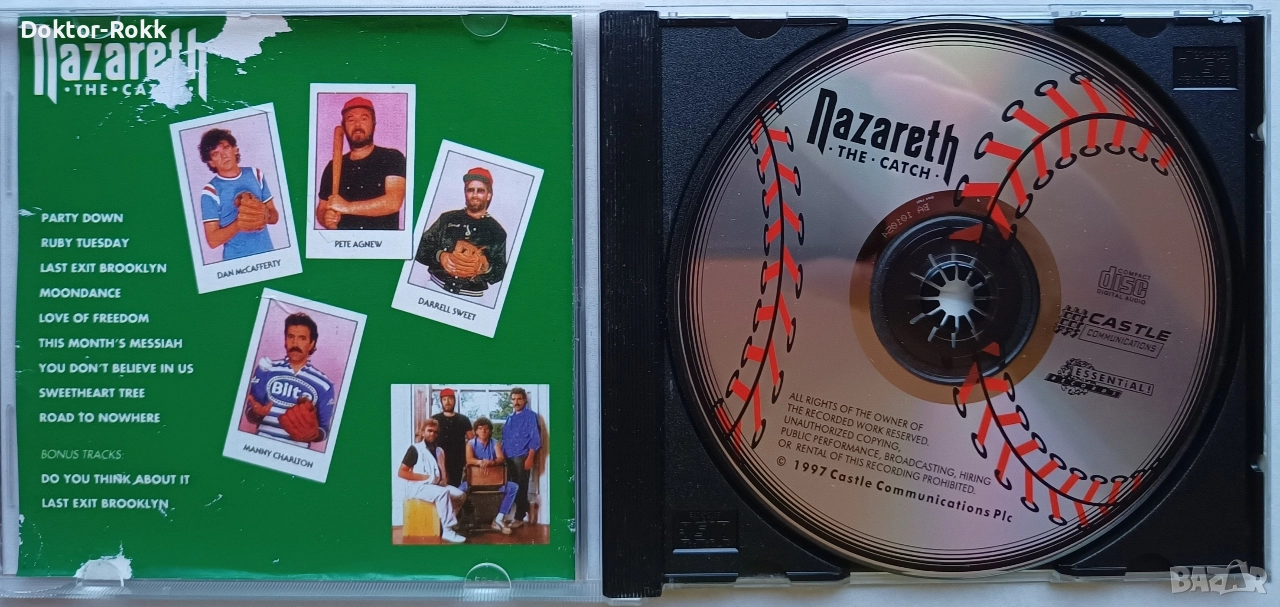 Doktor-Rokk
Nazareth
·THE·CATCH·
PARTY DOWN
RUBY TUESDAY
LAST EXIT BROOKLYN
MOONDANCE
LOVE OF FREEDOM
THIS MONTH'S MESSIAH
YOU DON'T BELIEVE IN US
SWEETHEART TREE
ROAD TO NOWHERE
BONUS TRACKS:
DO YOU THINK ABOUT IT
LAST EXIT BROOKLYN
DAN McCAFFERTY
PETE AGNEW
DARRELL SWEET
Blitz
MANNY CHARLTON
Nazareth
·THE·CATCH·
COMPACT
disc
DIGITAL AUDIO
CASTLE
COMMUNICATIONS
ESSENTIAL!
ALL RIGHTS OF THE OWNER OF
THE RECORDED WORK RESERVED.
UNAUTHORIZED COPYING,
PUBLIC PERFORMANCE, BROADCASTING, HIRING
OR RENTAL OF THIS RECORDING PROHIBITED.
© 1997 Castle Communications Plc
BAZAR